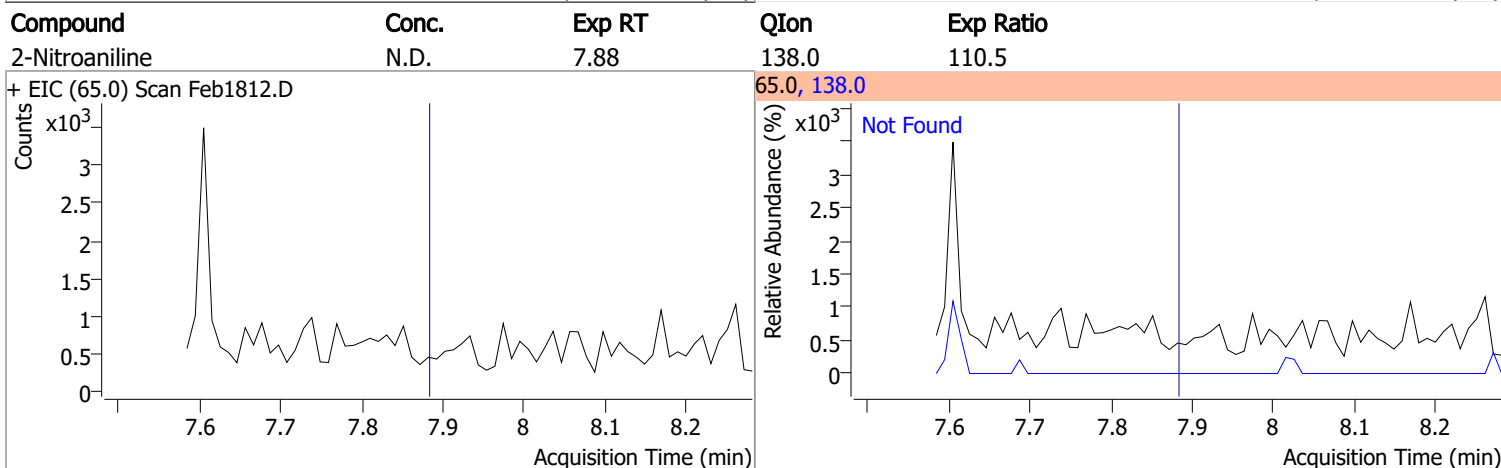 Compound Conc. Exp RT QIon Exp Ratio
2-Nitroaniline N.D. 7.88 138.0 110.5
+ EIC (65.0) Scan Feb1812.D
Counts
x10³
3
2.5
2
1.5
1
0.5
0
7.6 7.7 7.8 7.9 8 8.1 8.2
Acquisition Time (min)
65.0, 138.0
Relative Abundance (%)
x10³
Not Found
3
2.5
2
1.5
1
0.5
0
7.6 7.7 7.8 7.9 8 8.1 8.2
Acquisition Time (min)